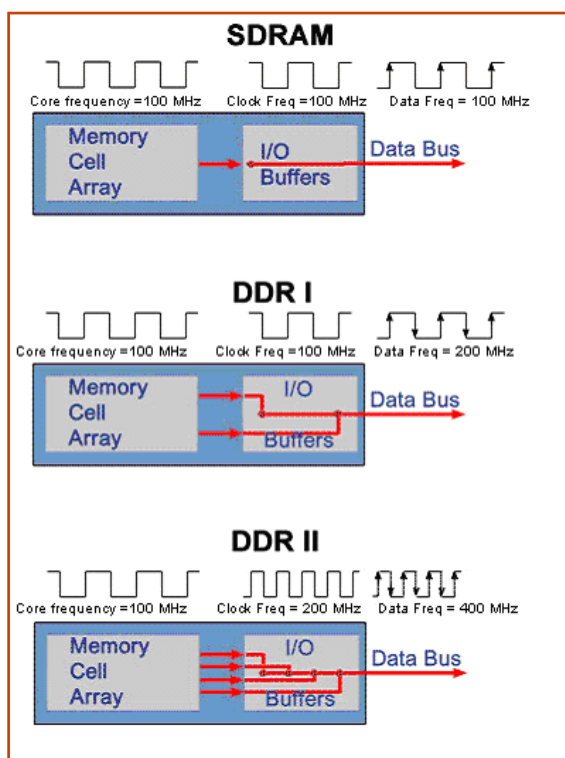 SDRAM
Core frequency =100 MHz Clock Freq =100 MHz Data Freq = 100 MHz
Memory
Cell
Array
I/O
Buffers
Data Bus
DDR I
Core frequency =100 MHz Clock Freq =100 MHz Data Freq = 200 MHz
Memory
Cell
Array
I/O
Buffers
Data Bus
DDR II
Core frequency =100 MHz Clock Freq = 200 MHz Data Freq = 400 MHz
Memory
Cell
Array
I/O
Buffers
Data Bus